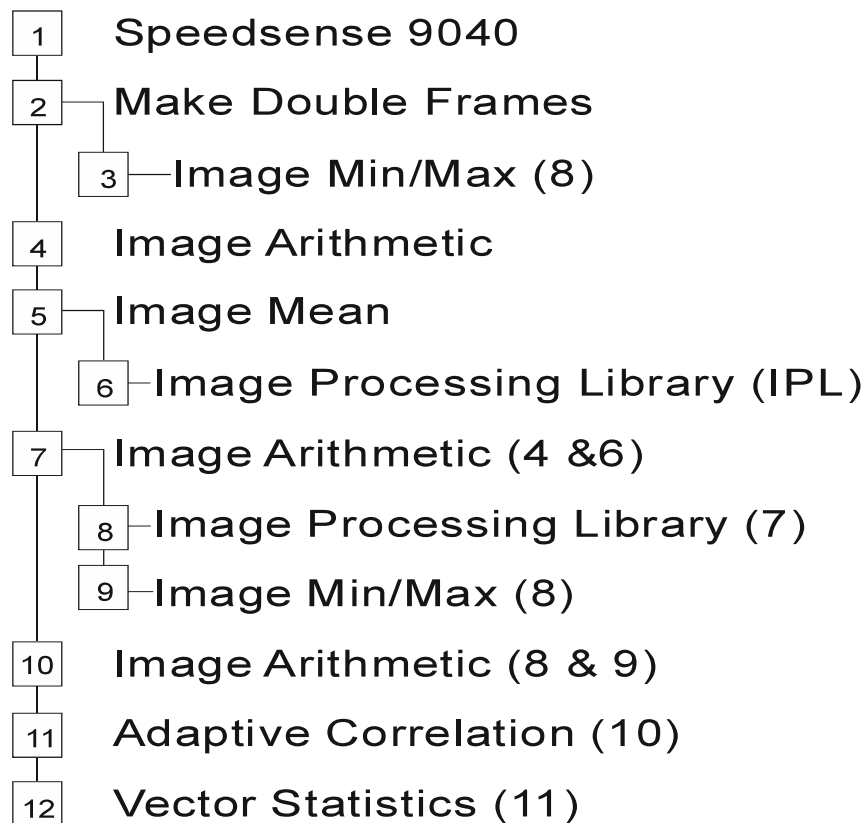 1 Speedsense 9040
2 Make Double Frames
3 Image Min/Max (8)
4 Image Arithmetic
5 Image Mean
6 Image Processing Library (IPL)
7 Image Arithmetic (4 &6)
8 Image Processing Library (7)
9 Image Min/Max (8)
10 Image Arithmetic (8 & 9)
11 Adaptive Correlation (10)
12 Vector Statistics (11)